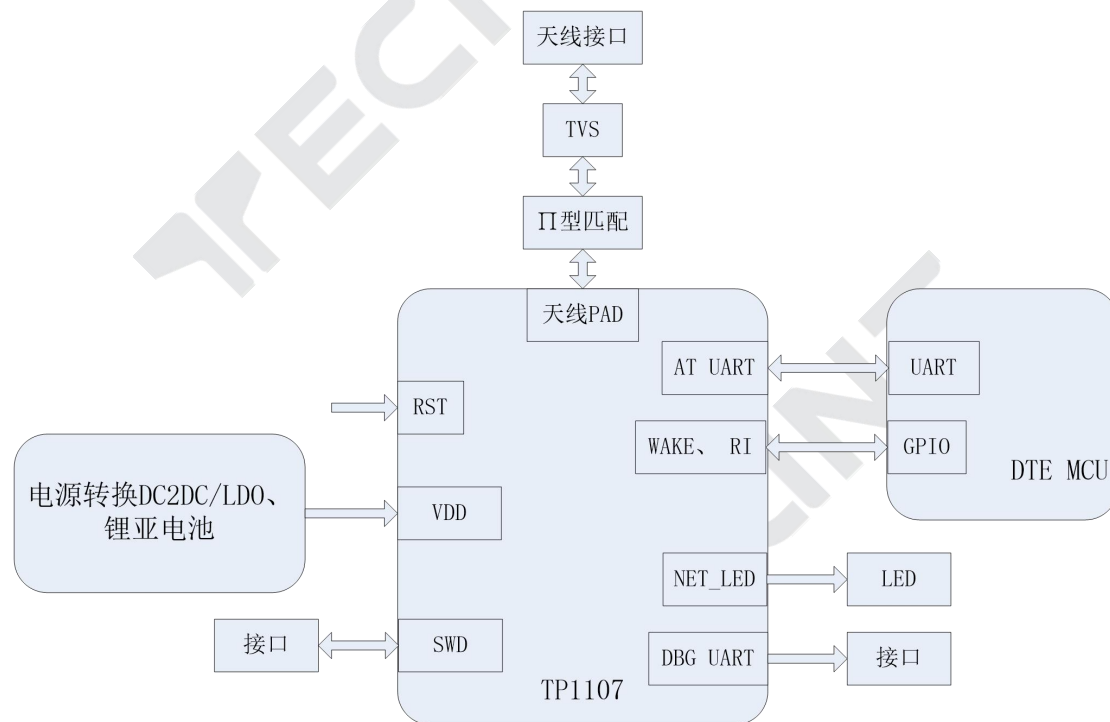 天线接口
TVS
Π型匹配
天线PAD
AT UART
UART
RST
WAKE、 RI
GPIO
DTE MCU
电源转换DC2DC/LDO、
锂亚电池
VDD
NET_LED
LED
接口
SWD
DBG UART
接口
TP1107